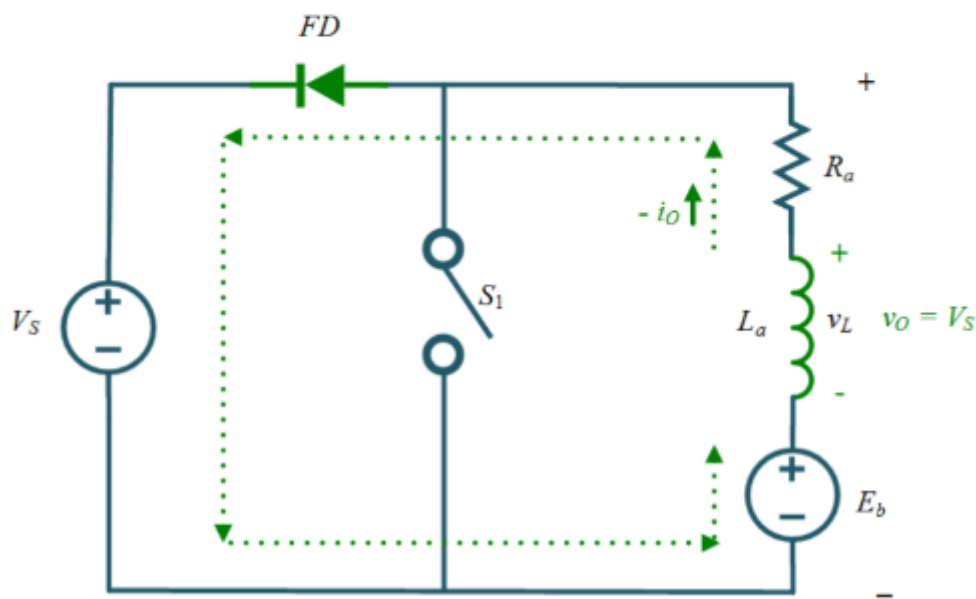 FD
+
R_a
- i_O
+
S_1
V_S
+
-
L_a
v_L
v_O = V_S
-
+
-
E_b
-